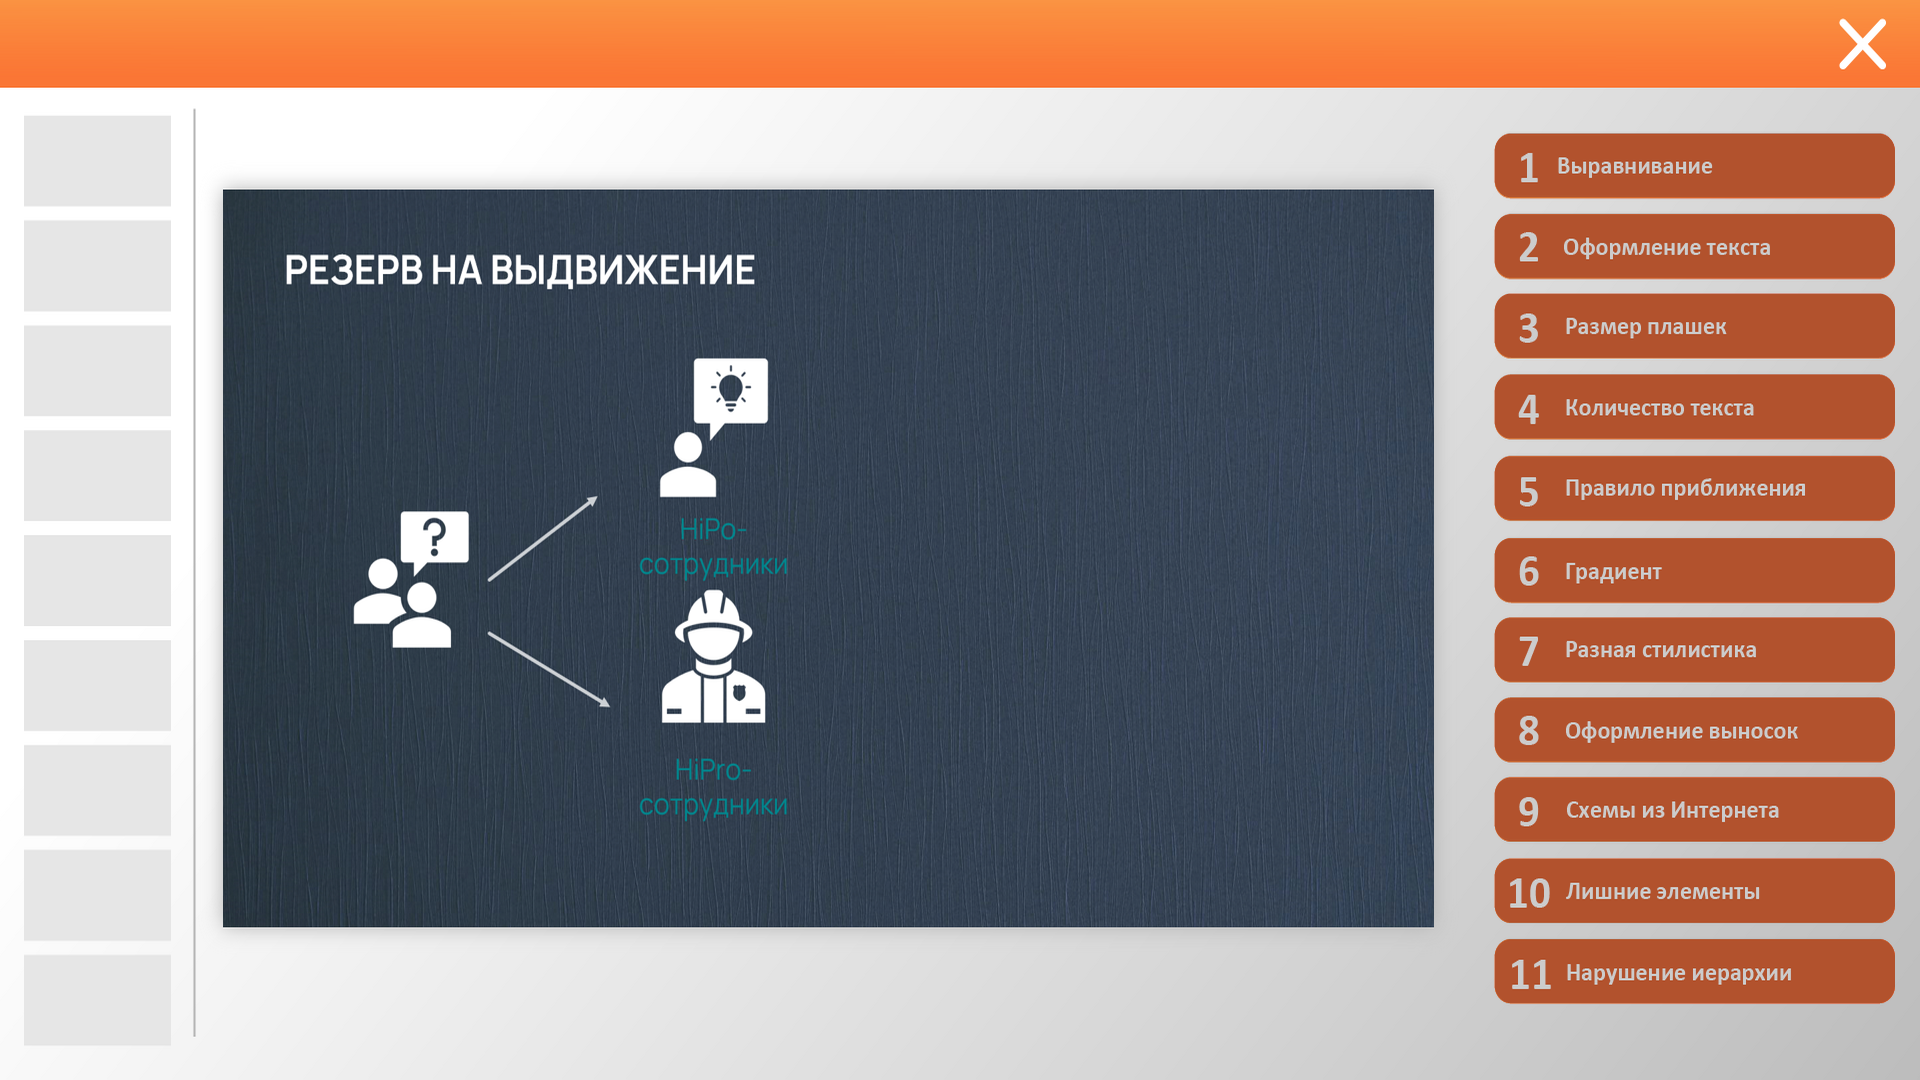 РЕЗЕРВ НА ВЫДВИЖЕНИЕ
?
HiPo-
сотрудники
HiPro-
сотрудники
1 Выравнивание
2 Оформление текста
3 Размер плашек
4 Количество текста
5 Правило приближения
6 Градиент
7 Разная стилистика
8 Оформление выносок
9 Схемы из Интернета
10 Лишние элементы
11 Нарушение иерархии